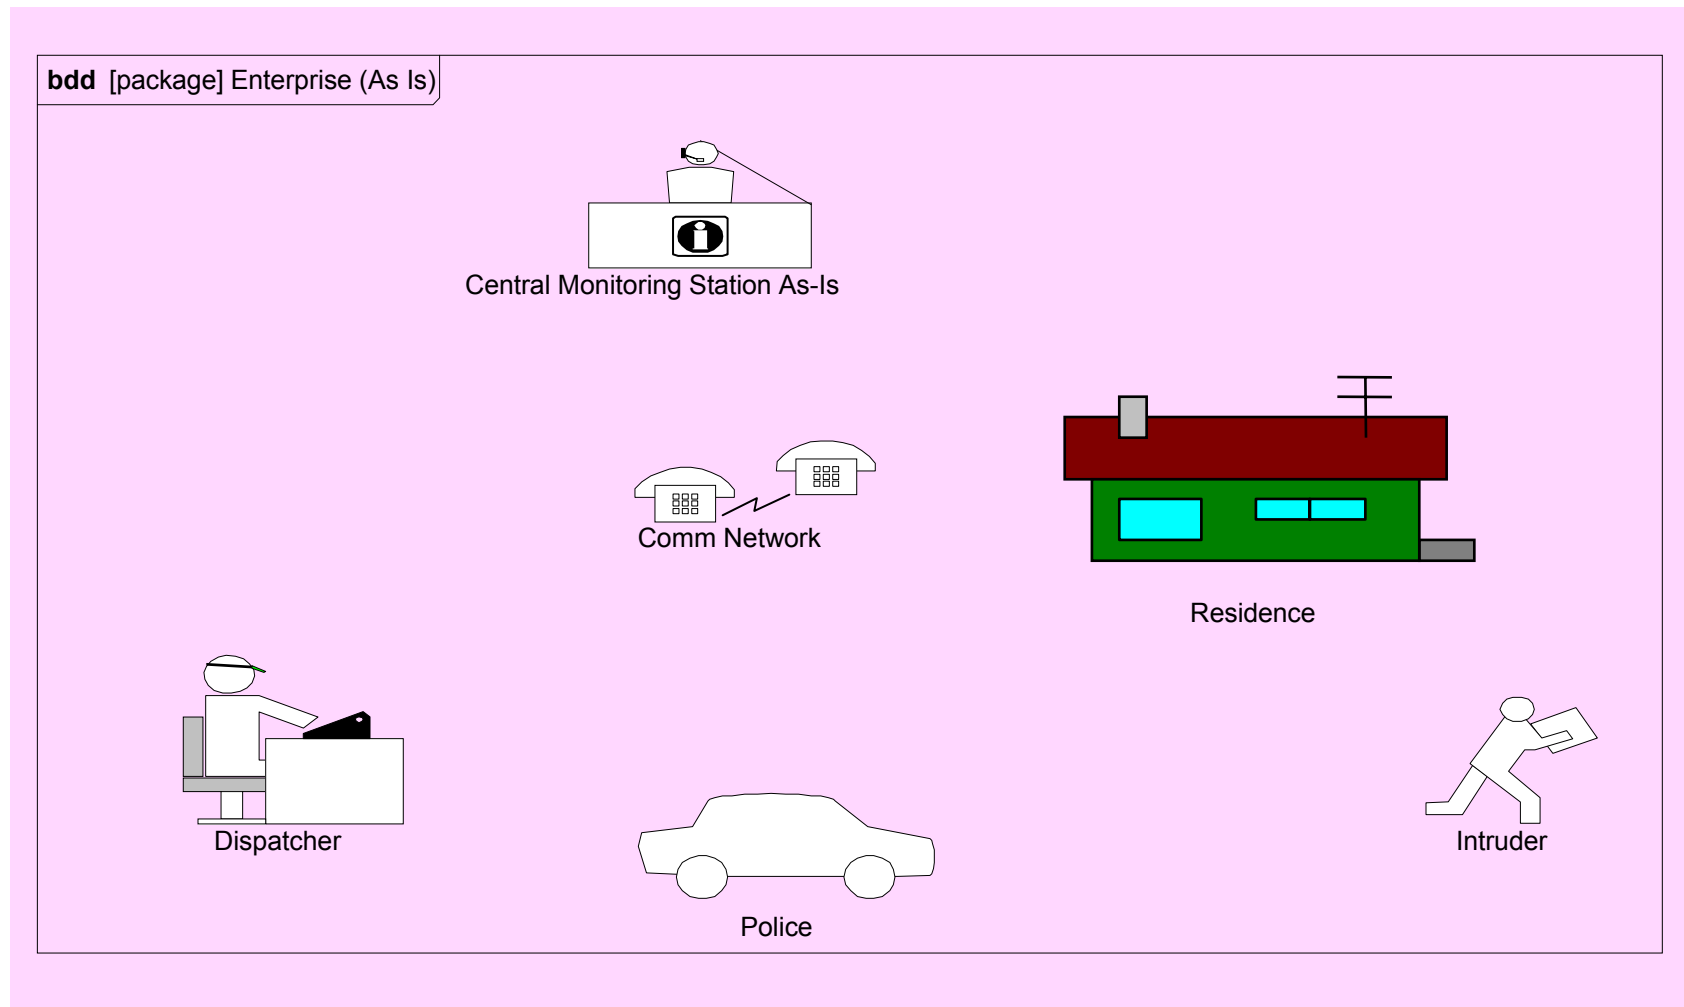 bdd [package] Enterprise (As Is)
Central Monitoring Station As-Is
Comm Network
Residence
Dispatcher
Intruder
Police